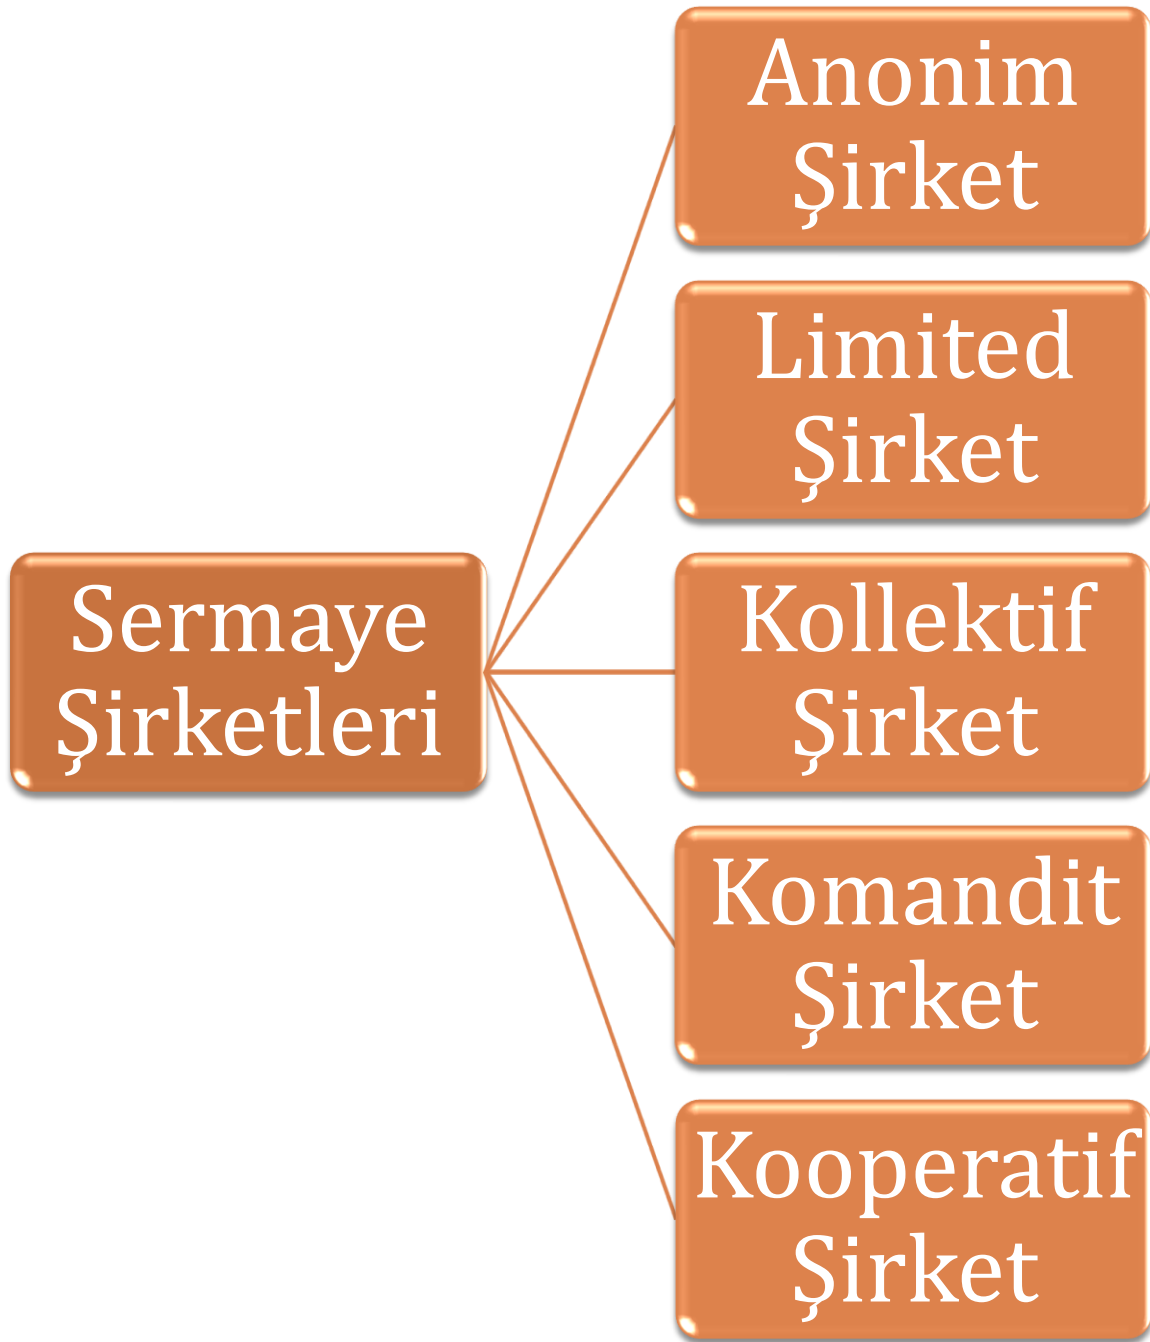 Anonim
Şirket
Limited
Şirket
Sermaye
Şirketleri
Kollektif
Şirket
Komandit
Şirket
Kooperatif
Şirket